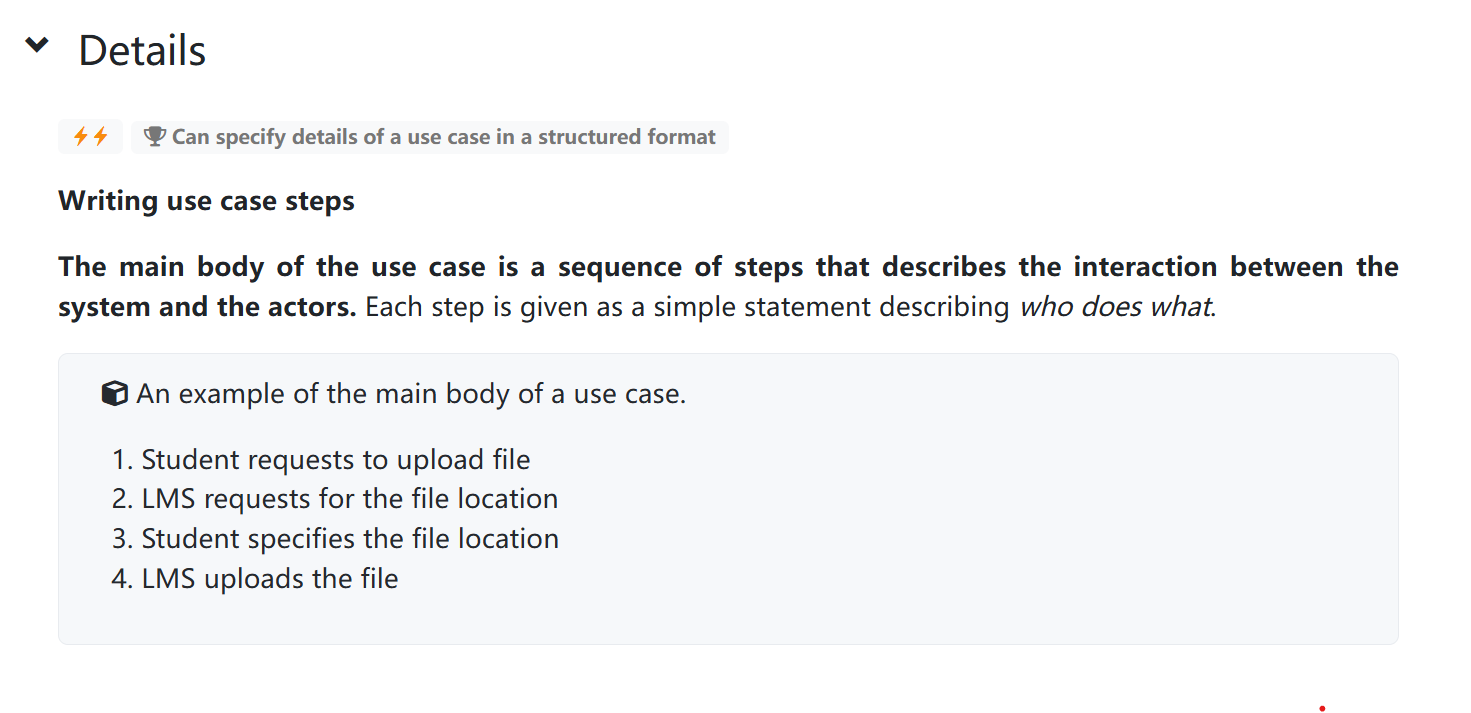 Details
Can specify details of a use case in a structured format
Writing use case steps
The main body of the use case is a sequence of steps that describes the interaction between the
system and the actors. Each step is given as a simple statement describing who does what.
An example of the main body of a use case.
1. Student requests to upload file
2. LMS requests for the file location
3. Student specifies the file location
4. LMS uploads the file